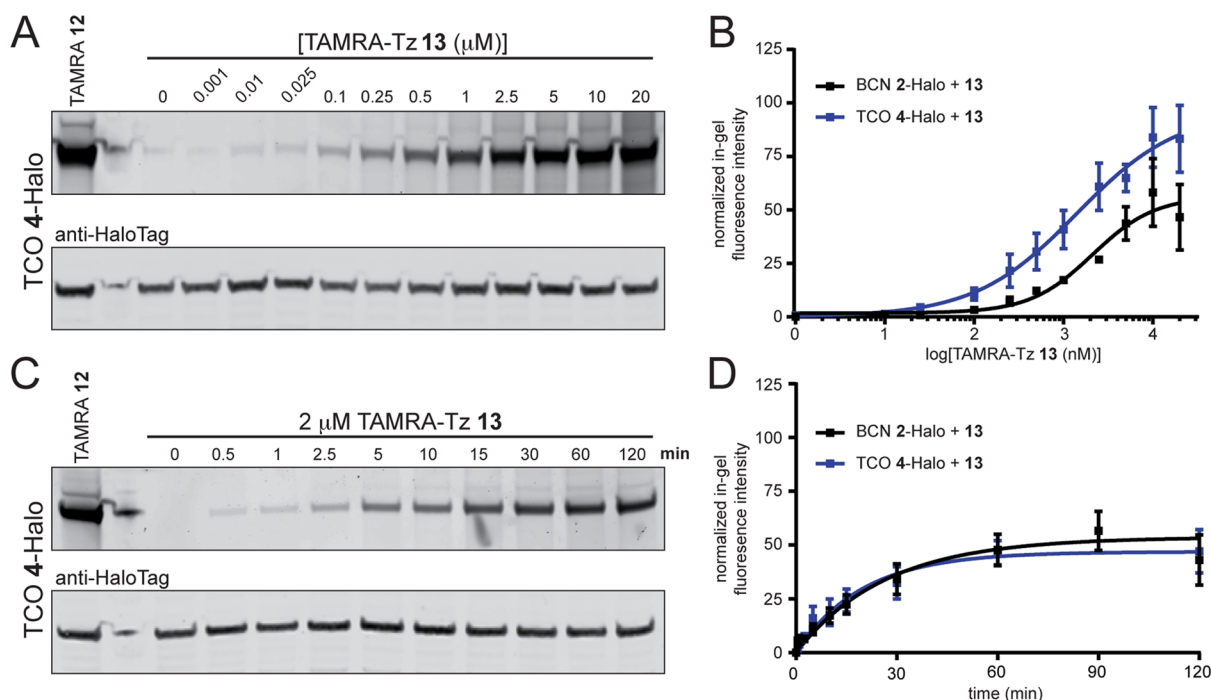 A
TAMRA 12
[TAMRA-Tz 13 (μM)]
0 0.001 0.01 0.025 0.1 0.25 0.5 1 2.5 5 10 20
TCO 4-Halo
anti-HaloTag
B
125
100
75
50
25
0
normalized in-gel
fluoresence intensity
BCN 2-Halo + 13
TCO 4-Halo + 13
0 1 2 3 4
log[TAMRA-Tz 13 (nM)]
C
TAMRA 12
2 μM TAMRA-Tz 13
0 0.5 1 2.5 5 10 15 30 60 120 min
TCO 4-Halo
anti-HaloTag
D
125
100
75
50
25
0
normalized in-gel
fluoresence intensity
BCN 2-Halo + 13
TCO 4-Halo + 13
0 30 60 90 120
time (min)